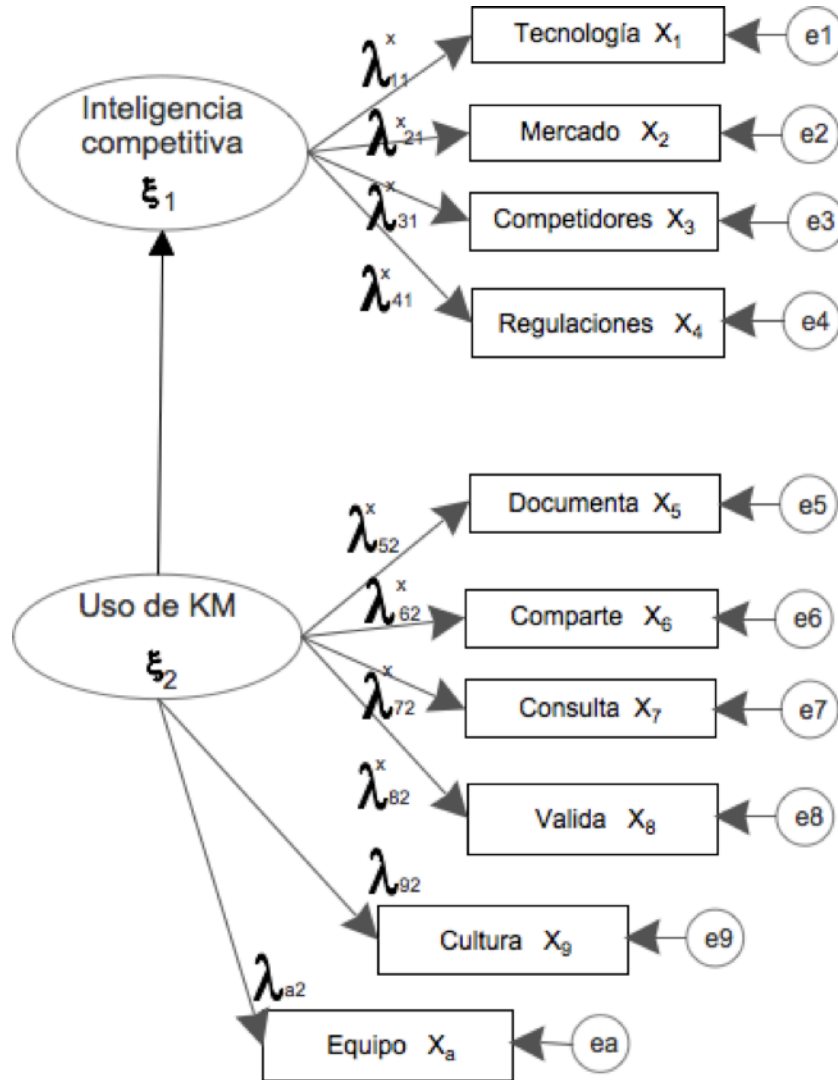 Tecnología X₁
e1
λˣ₁₁
Inteligencia
competitiva
ξ₁
λˣ₂₁
Mercado X₂
e2
λˣ₃₁
Competidores X₃
e3
λˣ₄₁
Regulaciones X₄
e4
Documenta X₅
e5
λˣ₅₂
Uso de KM
ξ₂
λˣ₆₂
Comparte X₆
e6
λˣ₇₂
Consulta X₇
e7
λˣ₈₂
Valida X₈
e8
λ₉₂
Cultura X₉
e9
λₐ₂
Equipo Xₐ
ea